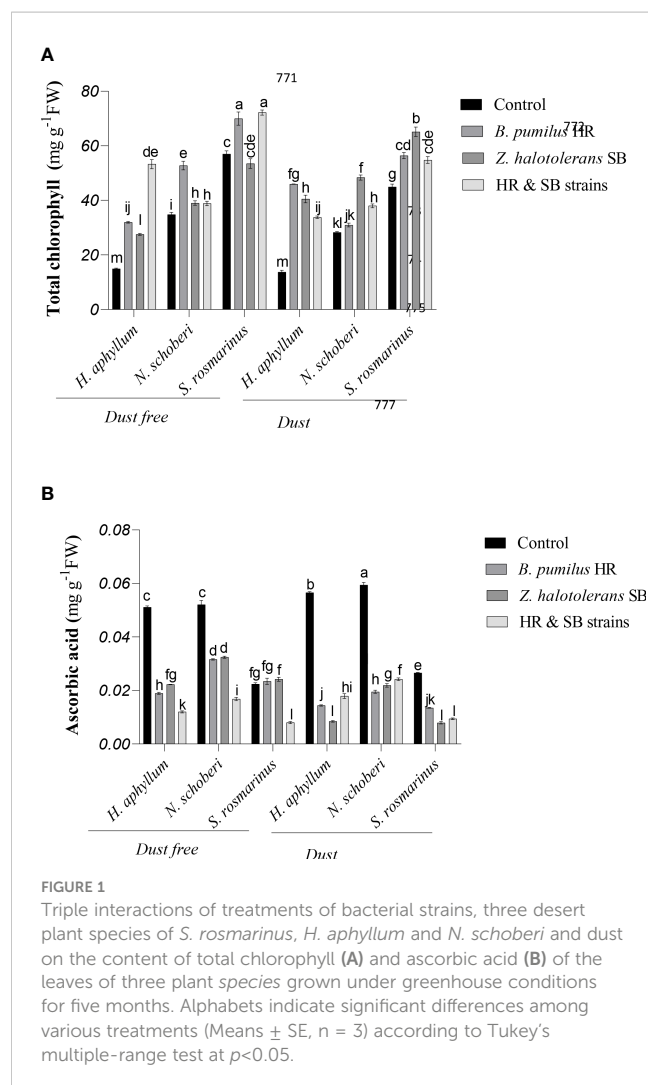 A
771
80
60
40
20
0
Total chlorophyll (mg g⁻¹FW)
m ij l de
i e h h
c a cde a
m fg h ij
kl jk f h
g cd b cde
Control
B. pumilus HR
772
Z. halotolerans SB
HR & SB strains
775
H. aphyllum N. schoberi S. rosmarinus H. aphyllum N. schoberi S. rosmarinus
777
Dust free Dust
B
0.08
0.06
0.04
0.02
0.00
Ascorbic acid (mg g⁻¹FW)
c h fg k
c d d i
fg fg f l
b j l hi
a h g f
e jk l l
Control
B. pumilus HR
Z. halotolerans SB
HR & SB strains
H. aphyllum N. schoberi S. rosmarinus H. aphyllum N. schoberi S. rosmarinus
Dust free Dust
FIGURE 1
Triple interactions of treatments of bacterial strains, three desert
plant species of S. rosmarinus, H. aphyllum and N. schoberi and dust
on the content of total chlorophyll (A) and ascorbic acid (B) of the
leaves of three plant species grown under greenhouse conditions
for five months. Alphabets indicate significant differences among
various treatments (Means ± SE, n = 3) according to Tukey's
multiple-range test at p<0.05.